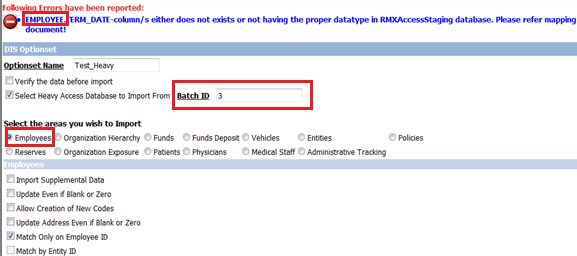 Following Errors have been reported:
EMPLOYEE.TERM_DATE-column/s either does not exists or not having the proper datatype in RMXAccessStaging database. Please refer mapping
document!
DIS Optionset
Optionset Name Test_Heavy
Verify the data before import
Select Heavy Access Database to Import From Batch ID 3
Select the areas you wish to Import
Employees Organization Hierarchy Funds Funds Deposit Vehicles Entities Policies
Reserves Organization Exposure Patients Physicians Medical Staff Administrative Tracking
Employees
Import Supplemental Data
Update Even if Blank or Zero
Allow Creation of New Codes
Update Address Even if Blank or Zero
Match Only on Employee ID
Match by Entity ID